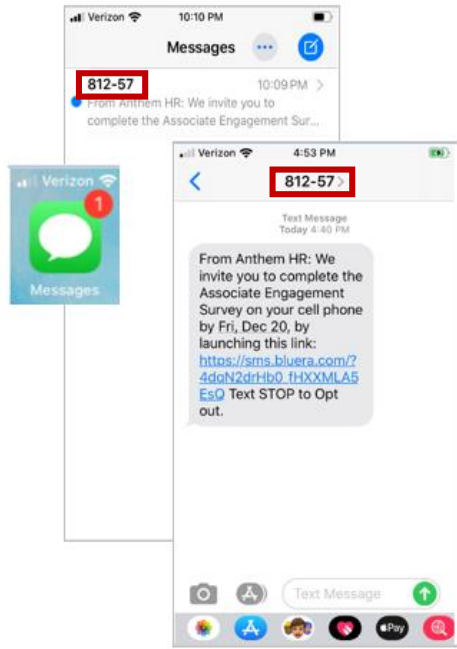 Verizon 10:10 PM
Messages
812-57 10:09 PM
From Anthem HR: We invite you to
complete the Associate Engagement Sur...
Verizon
1
Messages
Verizon 4:53 PM
812-57
Text Message
Today 4:40 PM
From Anthem HR: We
invite you to complete the
Associate Engagement
Survey on your cell phone
by Fri, Dec 20, by
launching this link:
https://sms.bluera.com/?
4dqN2drHb0_fHXXMLA5
EsQ Text STOP to Opt
out.
Text Message
Pay